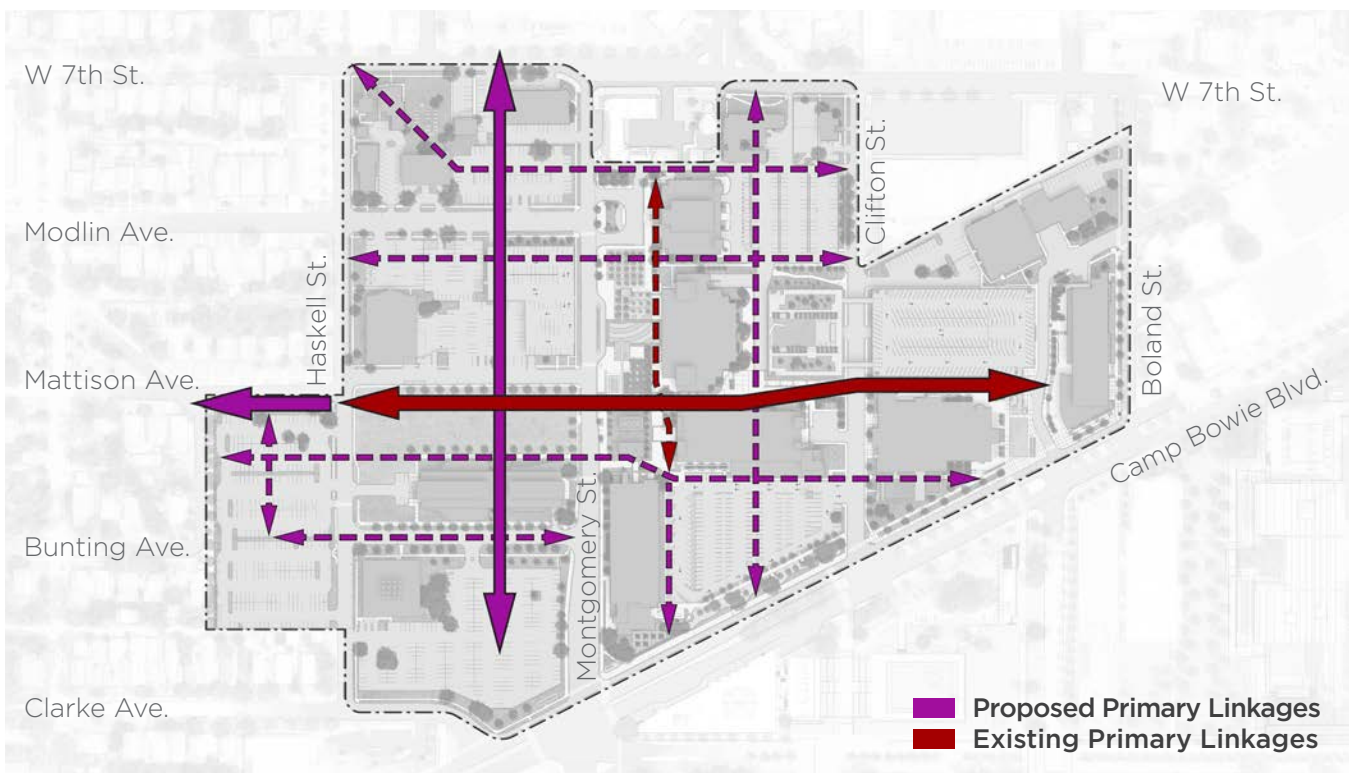 W 7th St.
W 7th St.
Clifton St.
Modlin Ave.
Haskell St.
Boland St.
Mattison Ave.
Camp Bowie Blvd.
Montgomery St.
Bunting Ave.
Clarke Ave.
Proposed Primary Linkages
Existing Primary Linkages